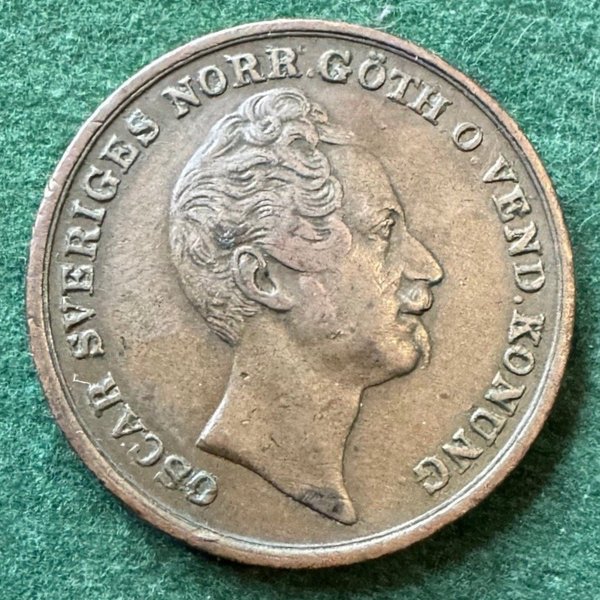 OSCAR SVERIGES NORR. GÖTH. O. VEND. KONUNG